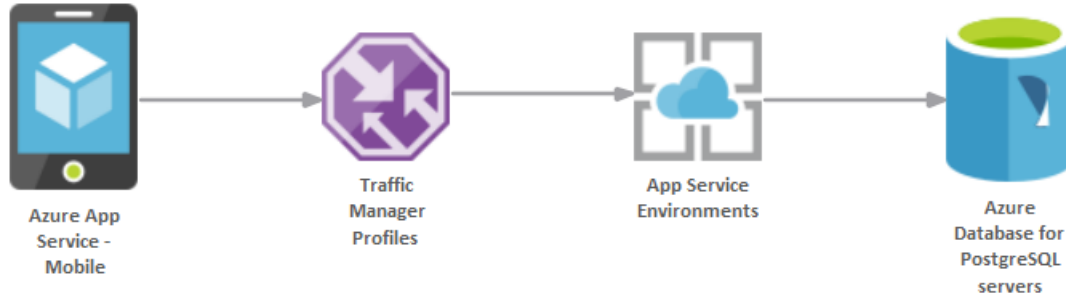 Azure App
Service -
Mobile
Traffic
Manager
Profiles
App Service
Environments
Azure
Database for
PostgreSQL
servers